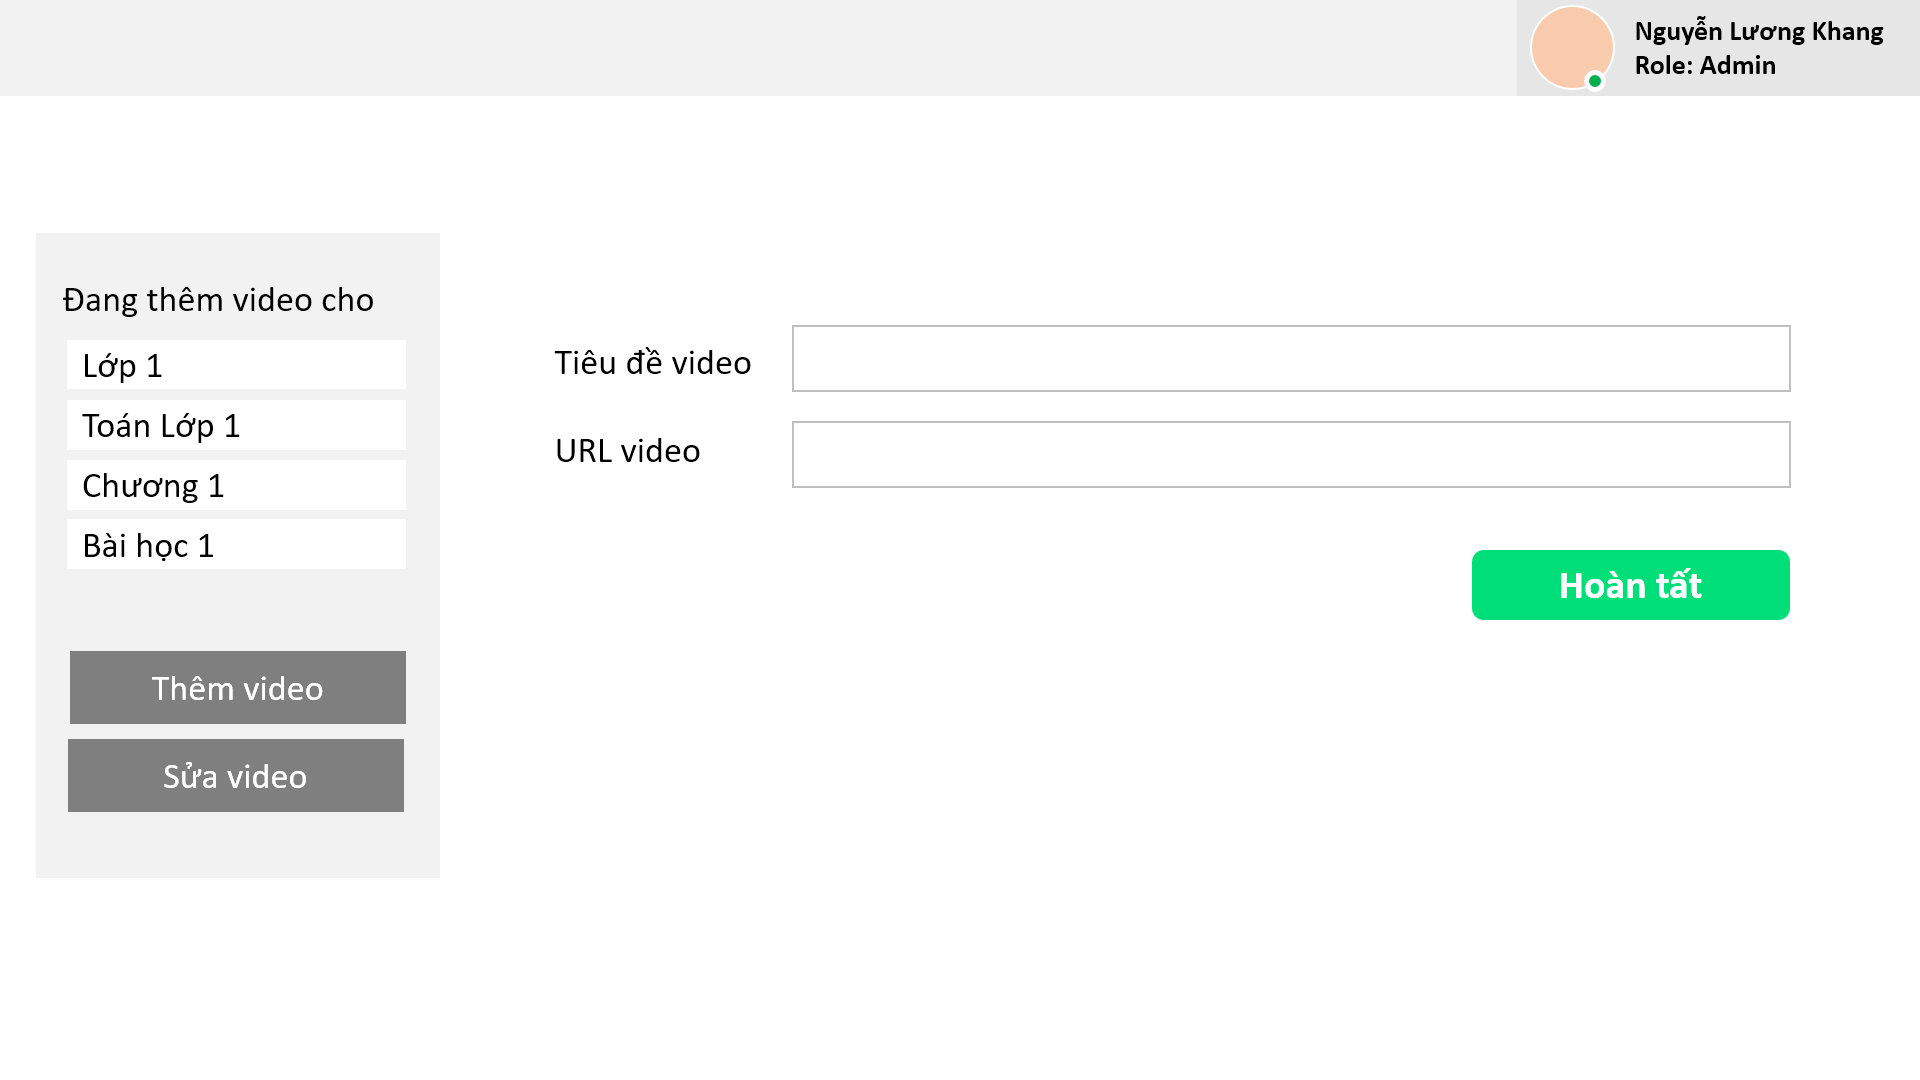 Nguyễn Lương Khang
Role: Admin
Đang thêm video cho
Lớp 1
Toán Lớp 1
Chương 1
Bài học 1
Thêm video
Sửa video
Tiêu đề video
URL video
Hoàn tất